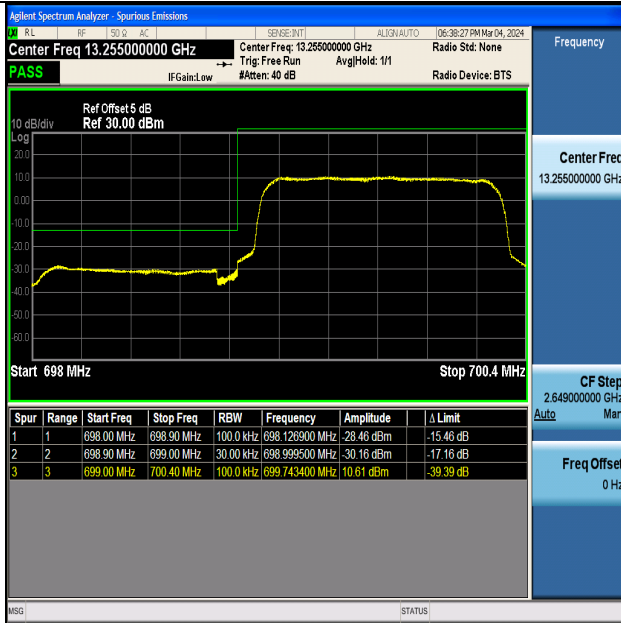 Agilent Spectrum Analyzer - Spurious Emissions
RL RF 50 Ω AC SENSE:INT ALIGN AUTO 06:38:27 PM Mar 04, 2024
Center Freq 13.255000000 GHz
Center Freq: 13.255000000 GHz
Radio Std: None
Trig: Free Run Avg|Hold: 1/1
PASS
IFGain:Low
#Atten: 40 dB
Radio Device: BTS
Ref Offset 5 dB
10 dB/div Ref 30.00 dBm
Log
20.0
10.0
0.00
-10.0
-20.0
-30.0
-40.0
-50.0
-60.0
Start 698 MHz Stop 700.4 MHz
Spur Range Start Freq Stop Freq RBW Frequency Amplitude Δ Limit
1 1 698.00 MHz 698.90 MHz 100.0 kHz 698.126900 MHz -28.46 dBm -15.46 dB
2 2 698.90 MHz 699.00 MHz 30.00 kHz 698.999500 MHz -30.16 dBm -17.16 dB
3 3 699.00 MHz 700.40 MHz 100.0 kHz 699.743400 MHz 10.61 dBm -39.39 dB
MSG STATUS
Frequency
Center Freq
13.255000000 GHz
CF Step
2.649000000 GHz
Auto Man
Freq Offset
0 Hz